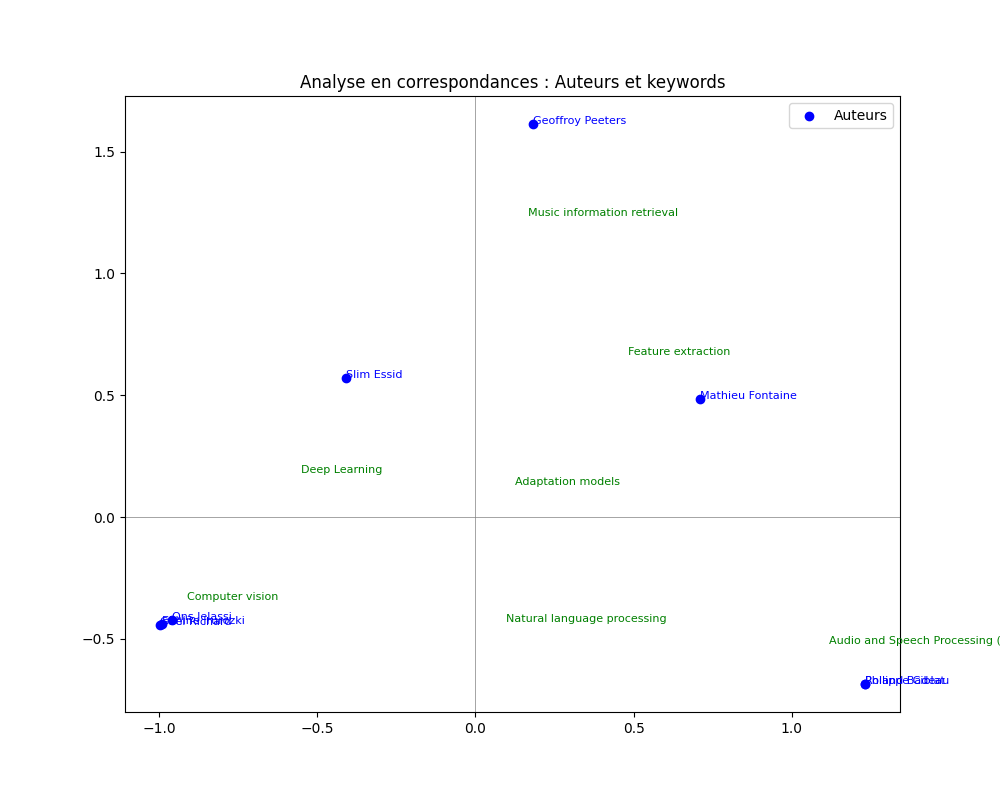 Analyse en correspondances : Auteurs et keywords
Auteurs
Geoffroy Peeters
1.5
Music information retrieval
1.0
Feature extraction
Slim Essid
Mathieu Fontaine
0.5
Deep Learning
Adaptation models
0.0
Computer vision
Ons Jelassi
Richard
Natural language processing
−0.5
Audio and Speech Processing (
−1.0
−0.5
0.0
0.5
1.0